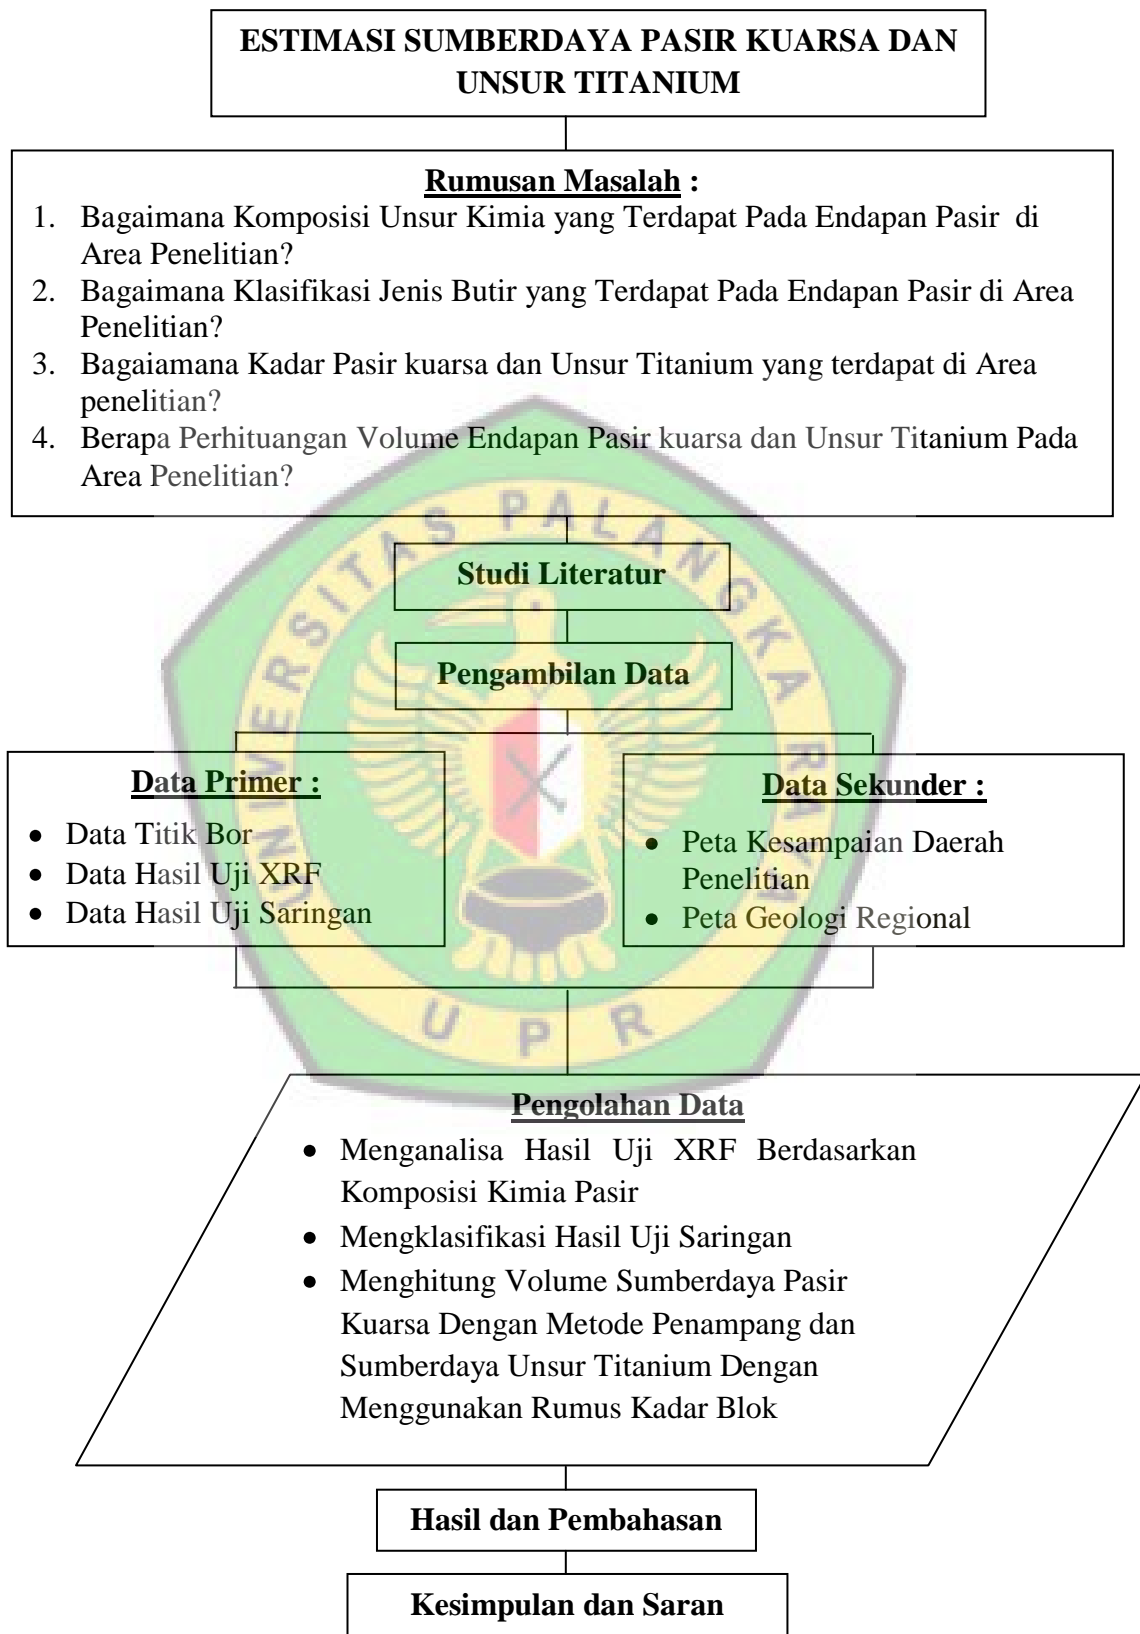 ESTIMASI SUMBERDAYA PASIR KUARSA DAN
UNSUR TITANIUM
Rumusan Masalah :
1. Bagaimana Komposisi Unsur Kimia yang Terdapat Pada Endapan Pasir di
Area Penelitian?
2. Bagaimana Klasifikasi Jenis Butir yang Terdapat Pada Endapan Pasir di Area
Penelitian?
3. Bagaiamana Kadar Pasir kuarsa dan Unsur Titanium yang terdapat di Area
penelitian?
4. Berapa Perhituangan Volume Endapan Pasir kuarsa dan Unsur Titanium Pada
Area Penelitian?
UNIVERSITAS PALANGKA RAYA
Studi Literatur
Pengambilan Data
Data Primer :
• Data Titik Bor
• Data Hasil Uji XRF
• Data Hasil Uji Saringan
Data Sekunder :
• Peta Kesampaian Daerah
Penelitian
• Peta Geologi Regional
UPR
Pengolahan Data
• Menganalisa Hasil Uji XRF Berdasarkan
Komposisi Kimia Pasir
• Mengklasifikasi Hasil Uji Saringan
• Menghitung Volume Sumberdaya Pasir
Kuarsa Dengan Metode Penampang dan
Sumberdaya Unsur Titanium Dengan
Menggunakan Rumus Kadar Blok
Hasil dan Pembahasan
Kesimpulan dan Saran